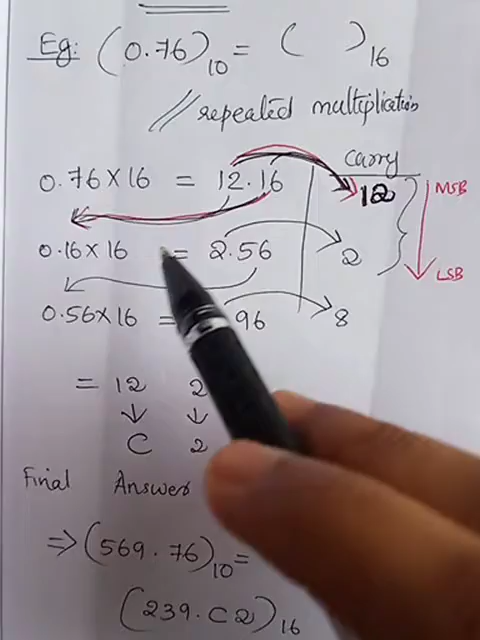 Eg: (0.76)10 = ( )16
// repeated multiplication
carry
0.76 X 16 = 12.16 12 MSB
0.16 X 16 = 2.56 2
LSB
0.56 X 16 = 96 8
= 12 2
↓ ↓
C 2
Final Answer
⇒ (569.76)10 =
(239.C2)16